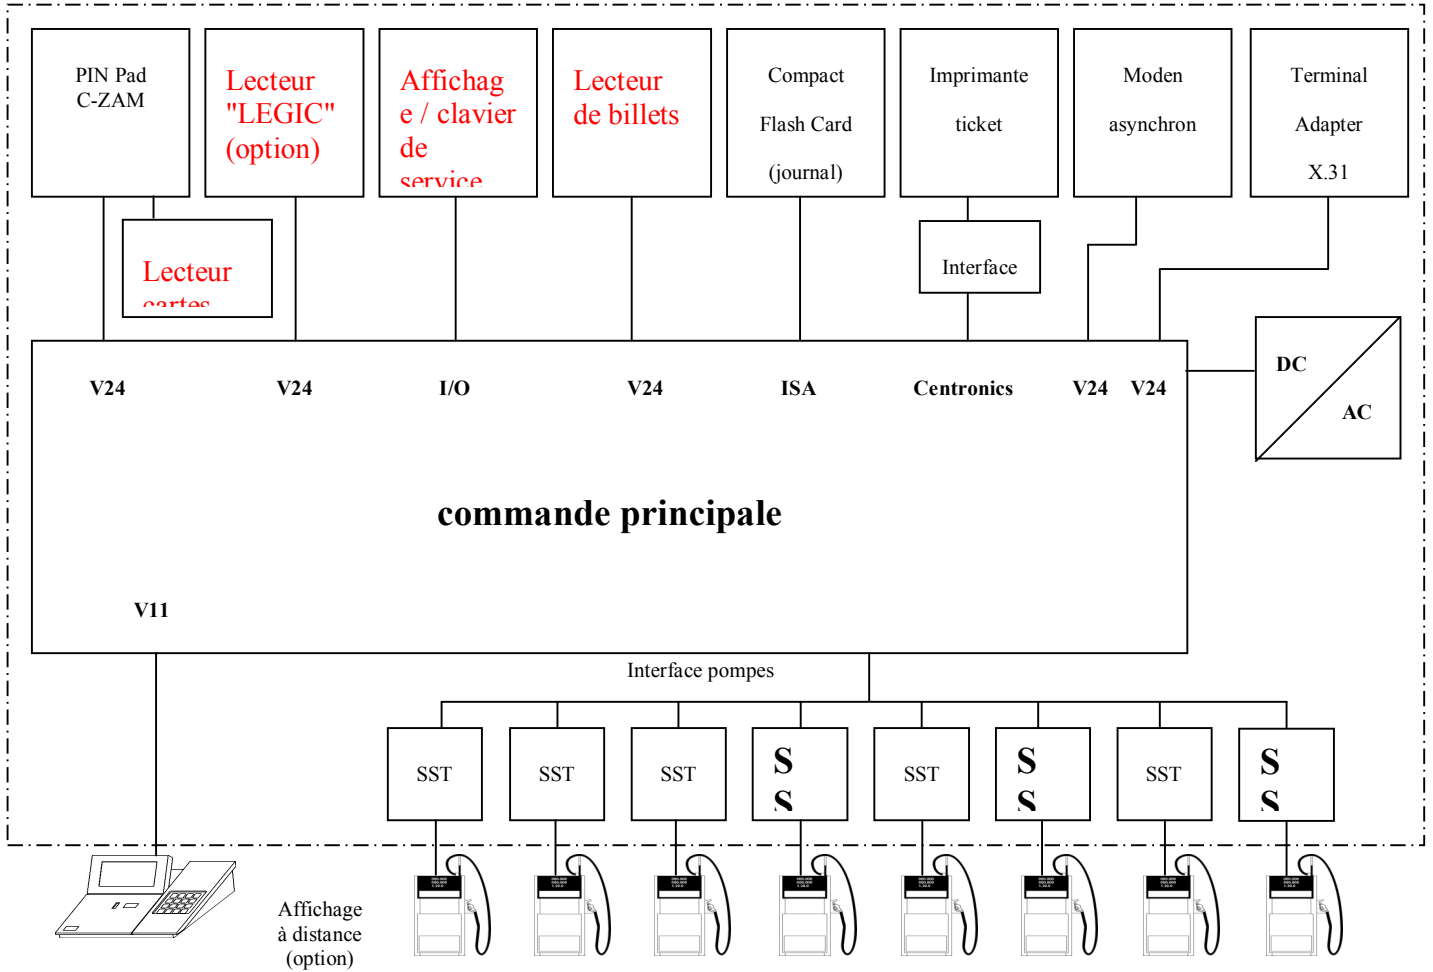 PIN Pad
C-ZAM
Lecteur
"LEGIC"
(option)
Affichag
e / clavier
de
service
Lecteur
de billets
Compact
Flash Card
(journal)
Imprimante
ticket
Moden
asynchron
Terminal
Adapter
X.31
Lecteur
cartes
Interface
DC
AC
V24
V24
I/O
V24
ISA
Centronics
V24
V24
commande principale
V11
Interface pompes
SST
SST
SST
S
S
SST
S
S
SST
S
S
Affichage
à distance
(option)